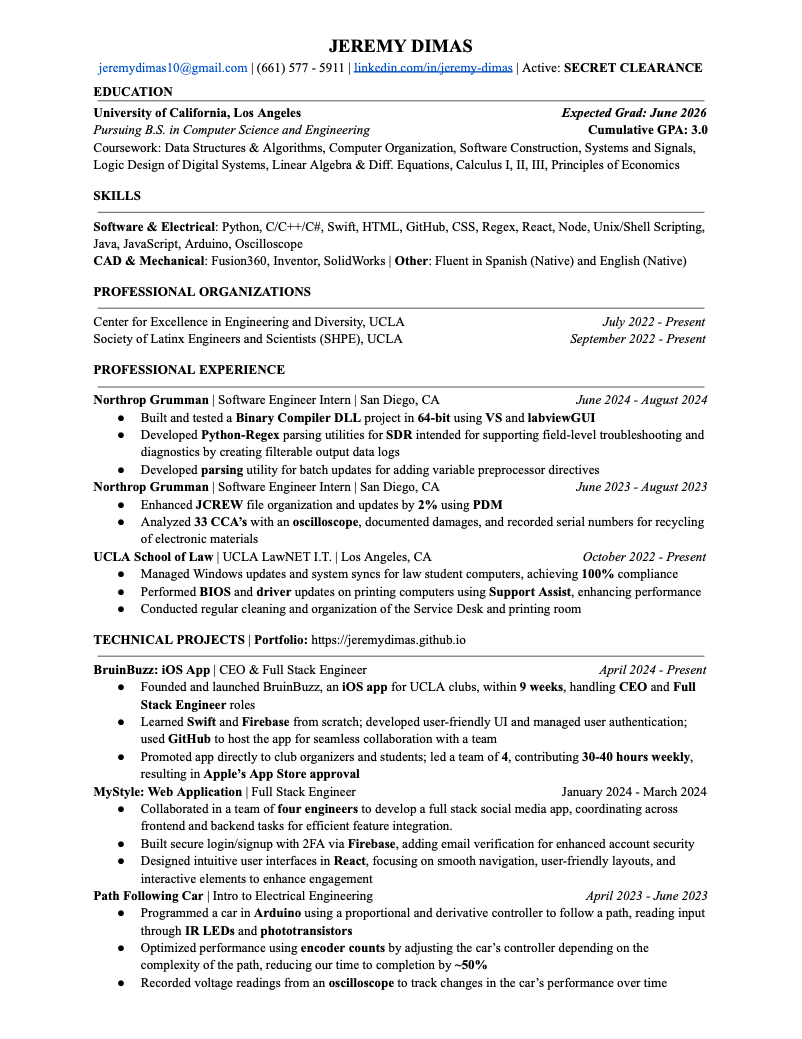 JEREMY DIMAS
jeremydimas10@gmail.com | (661) 577 - 5911 | linkedin.com/in/jeremy-dimas | Active: SECRET CLEARANCE
EDUCATION
University of California, Los Angeles Expected Grad: June 2026
Pursuing B.S. in Computer Science and Engineering Cumulative GPA: 3.0
Coursework: Data Structures & Algorithms, Computer Organization, Software Construction, Systems and Signals,
Logic Design of Digital Systems, Linear Algebra & Diff. Equations, Calculus I, II, III, Principles of Economics
SKILLS
Software & Electrical: Python, C/C++/C#, Swift, HTML, GitHub, CSS, Regex, React, Node, Unix/Shell Scripting,
Java, JavaScript, Arduino, Oscilloscope
CAD & Mechanical: Fusion360, Inventor, SolidWorks | Other: Fluent in Spanish (Native) and English (Native)
PROFESSIONAL ORGANIZATIONS
Center for Excellence in Engineering and Diversity, UCLA July 2022 - Present
Society of Latinx Engineers and Scientists (SHPE), UCLA September 2022 - Present
PROFESSIONAL EXPERIENCE
Northrop Grumman | Software Engineer Intern | San Diego, CA June 2024 - August 2024
● Built and tested a Binary Compiler DLL project in 64-bit using VS and labviewGUI
● Developed Python-Regex parsing utilities for SDR intended for supporting field-level troubleshooting and
diagnostics by creating filterable output data logs
● Developed parsing utility for batch updates for adding variable preprocessor directives
Northrop Grumman | Software Engineer Intern | San Diego, CA June 2023 - August 2023
● Enhanced JCREW file organization and updates by 2% using PDM
● Analyzed 33 CCA's with an oscilloscope, documented damages, and recorded serial numbers for recycling
of electronic materials
UCLA School of Law | UCLA LawNET I.T. | Los Angeles, CA October 2022 - Present
● Managed Windows updates and system syncs for law student computers, achieving 100% compliance
● Performed BIOS and driver updates on printing computers using Support Assist, enhancing performance
● Conducted regular cleaning and organization of the Service Desk and printing room
TECHNICAL PROJECTS | Portfolio: https://jeremydimas.github.io
BruinBuzz: iOS App | CEO & Full Stack Engineer April 2024 - Present
● Founded and launched BruinBuzz, an iOS app for UCLA clubs, within 9 weeks, handling CEO and Full
Stack Engineer roles
● Learned Swift and Firebase from scratch; developed user-friendly UI and managed user authentication;
used GitHub to host the app for seamless collaboration with a team
● Promoted app directly to club organizers and students; led a team of 4, contributing 30-40 hours weekly,
resulting in Apple's App Store approval
MyStyle: Web Application | Full Stack Engineer January 2024 - March 2024
● Collaborated in a team of four engineers to develop a full stack social media app, coordinating across
frontend and backend tasks for efficient feature integration.
● Built secure login/signup with 2FA via Firebase, adding email verification for enhanced account security
● Designed intuitive user interfaces in React, focusing on smooth navigation, user-friendly layouts, and
interactive elements to enhance engagement
Path Following Car | Intro to Electrical Engineering April 2023 - June 2023
● Programmed a car in Arduino using a proportional and derivative controller to follow a path, reading input
through IR LEDs and phototransistors
● Optimized performance using encoder counts by adjusting the car's controller depending on the
complexity of the path, reducing our time to completion by ~50%
● Recorded voltage readings from an oscilloscope to track changes in the car's performance over time